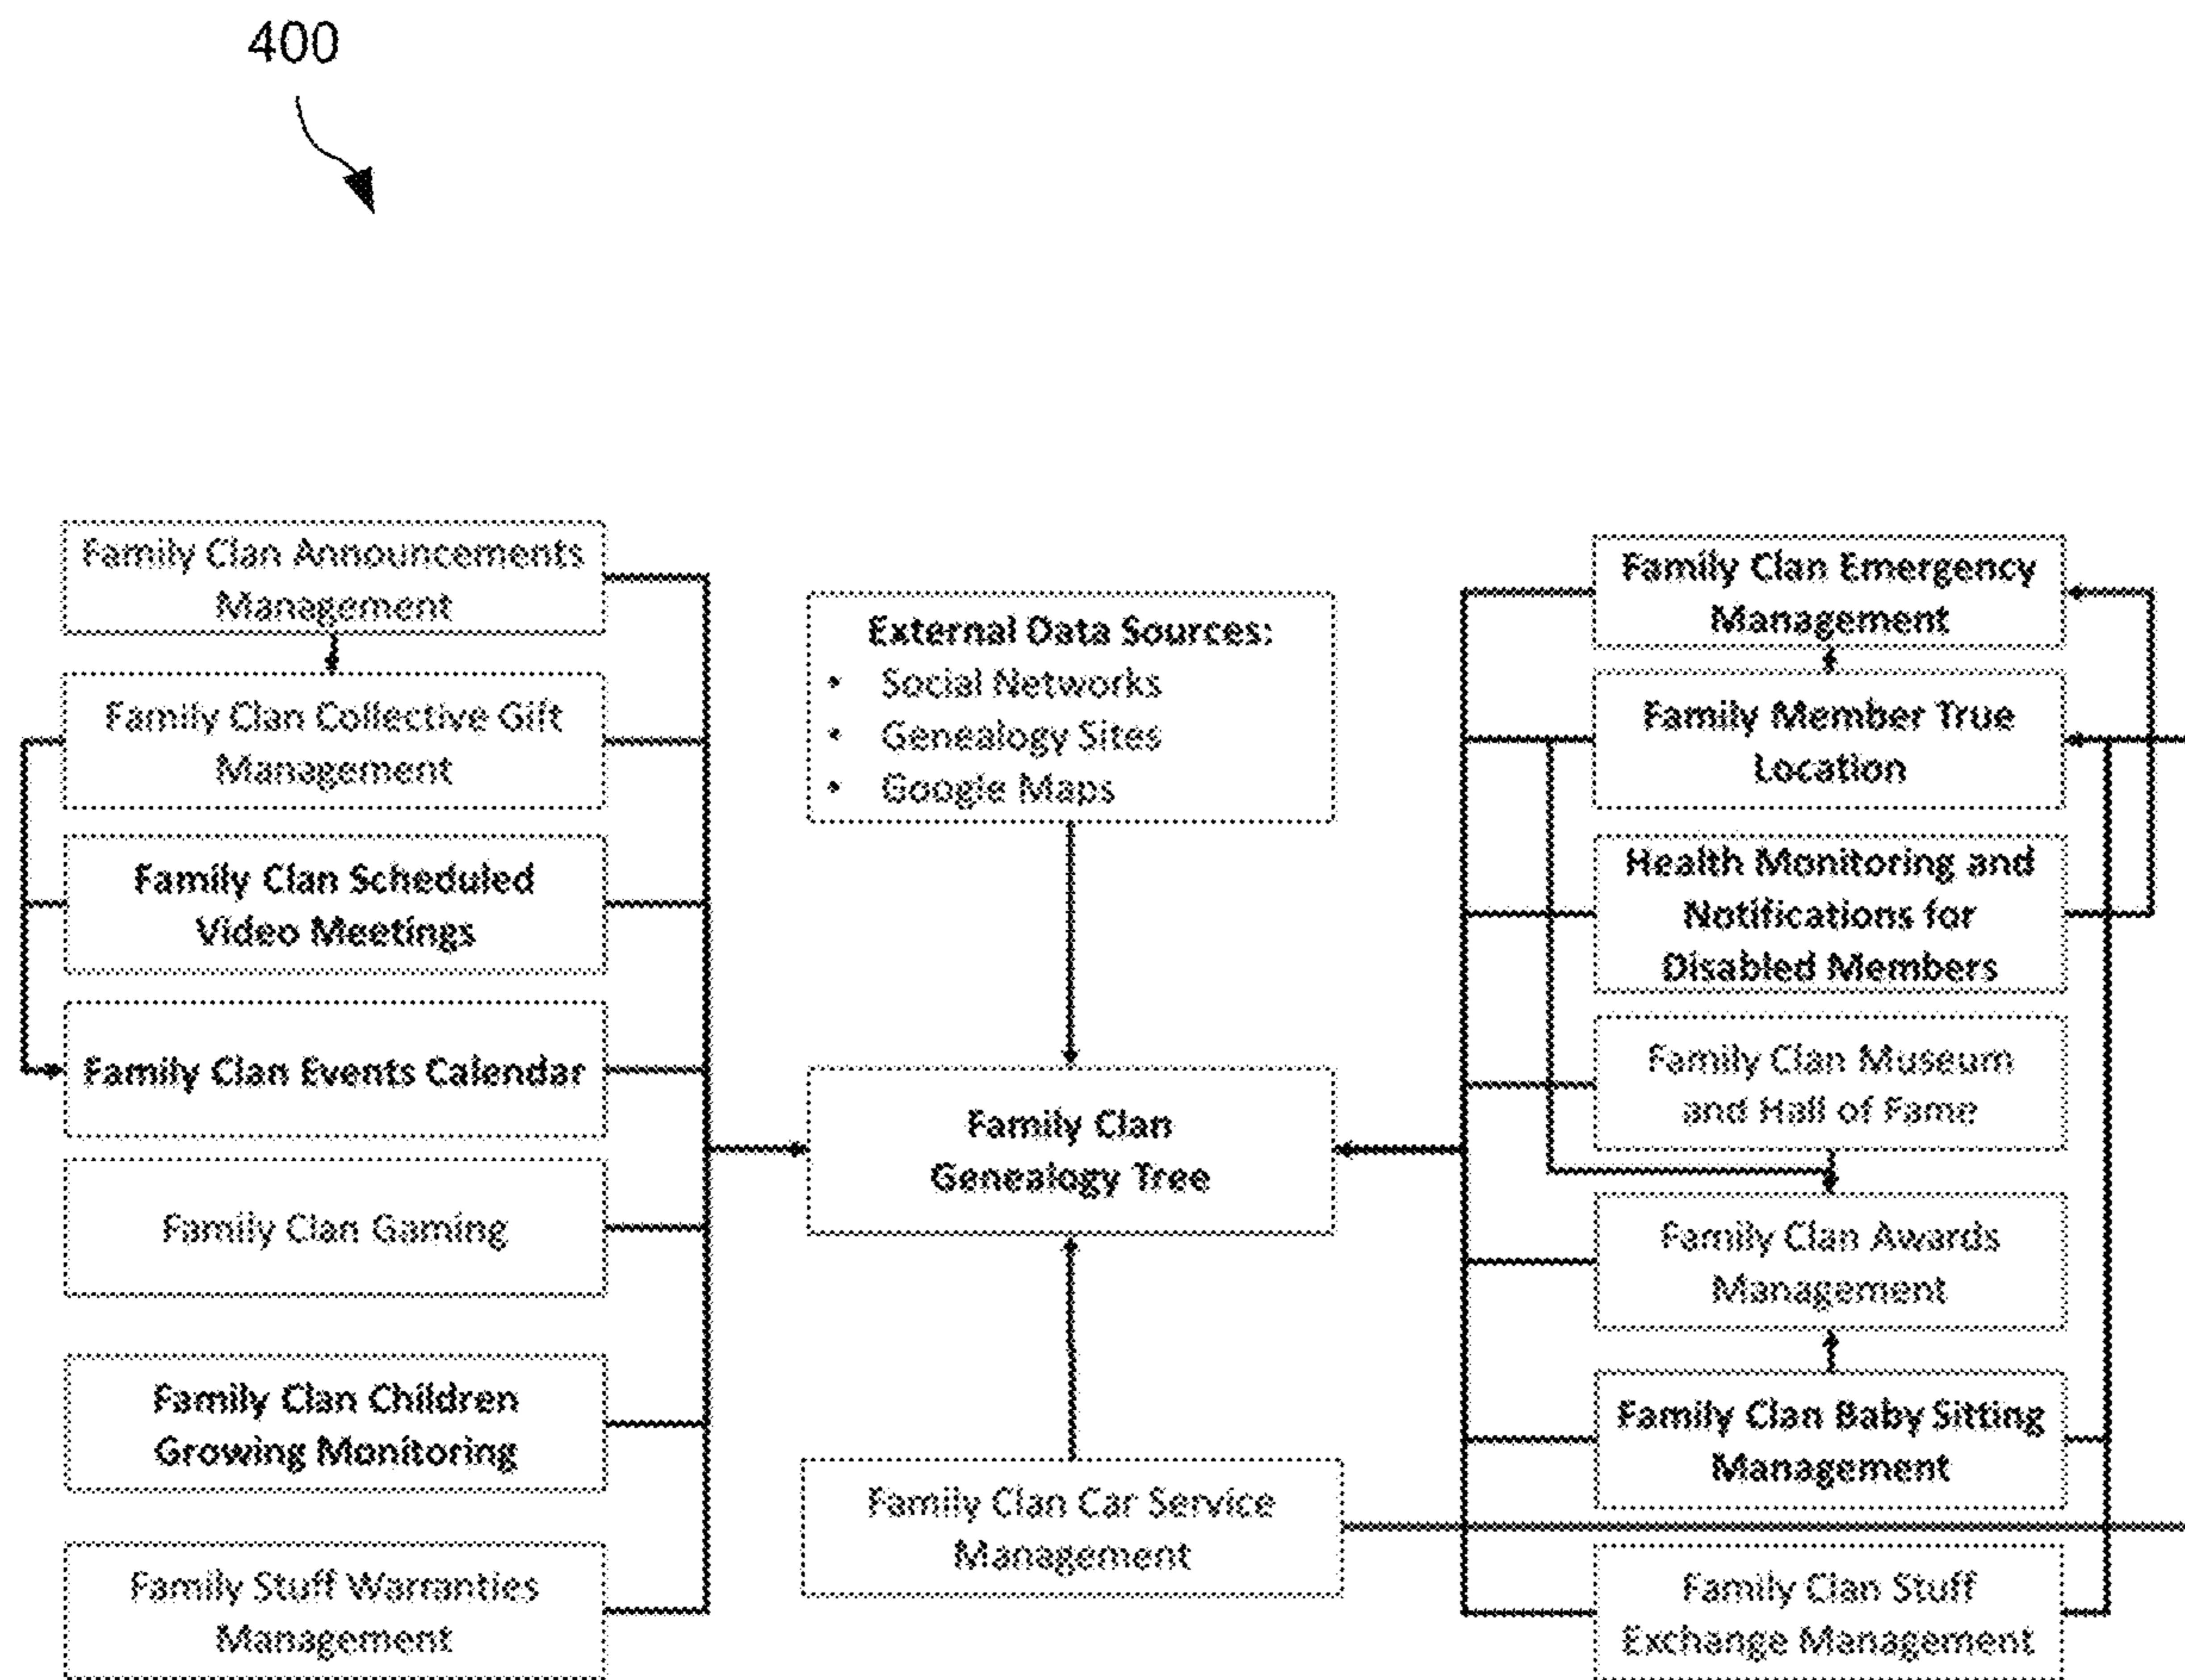 400
Family Clan Announcements
Management
Family Clan Collective Gift
Management
Family Clan Scheduled
Video Meetings
Family Clan Events Calendar
Family Clan Gaming
Family Clan Children
Growing Monitoring
Family Stuff Warranties
Management
External Data Sources:
• Social Networks
• Genealogy Sites
• Google Maps
Family Clan
Genealogy Tree
Family Clan Car Service
Management
Family Clan Emergency
Management
Family Member True
Location
Health Monitoring and
Notifications for
Disabled Members
Family Clan Museum
and Hall of Fame
Family Clan Awards
Management
Family Clan Baby Sitting
Management
Family Clan Stuff
Exchange Management